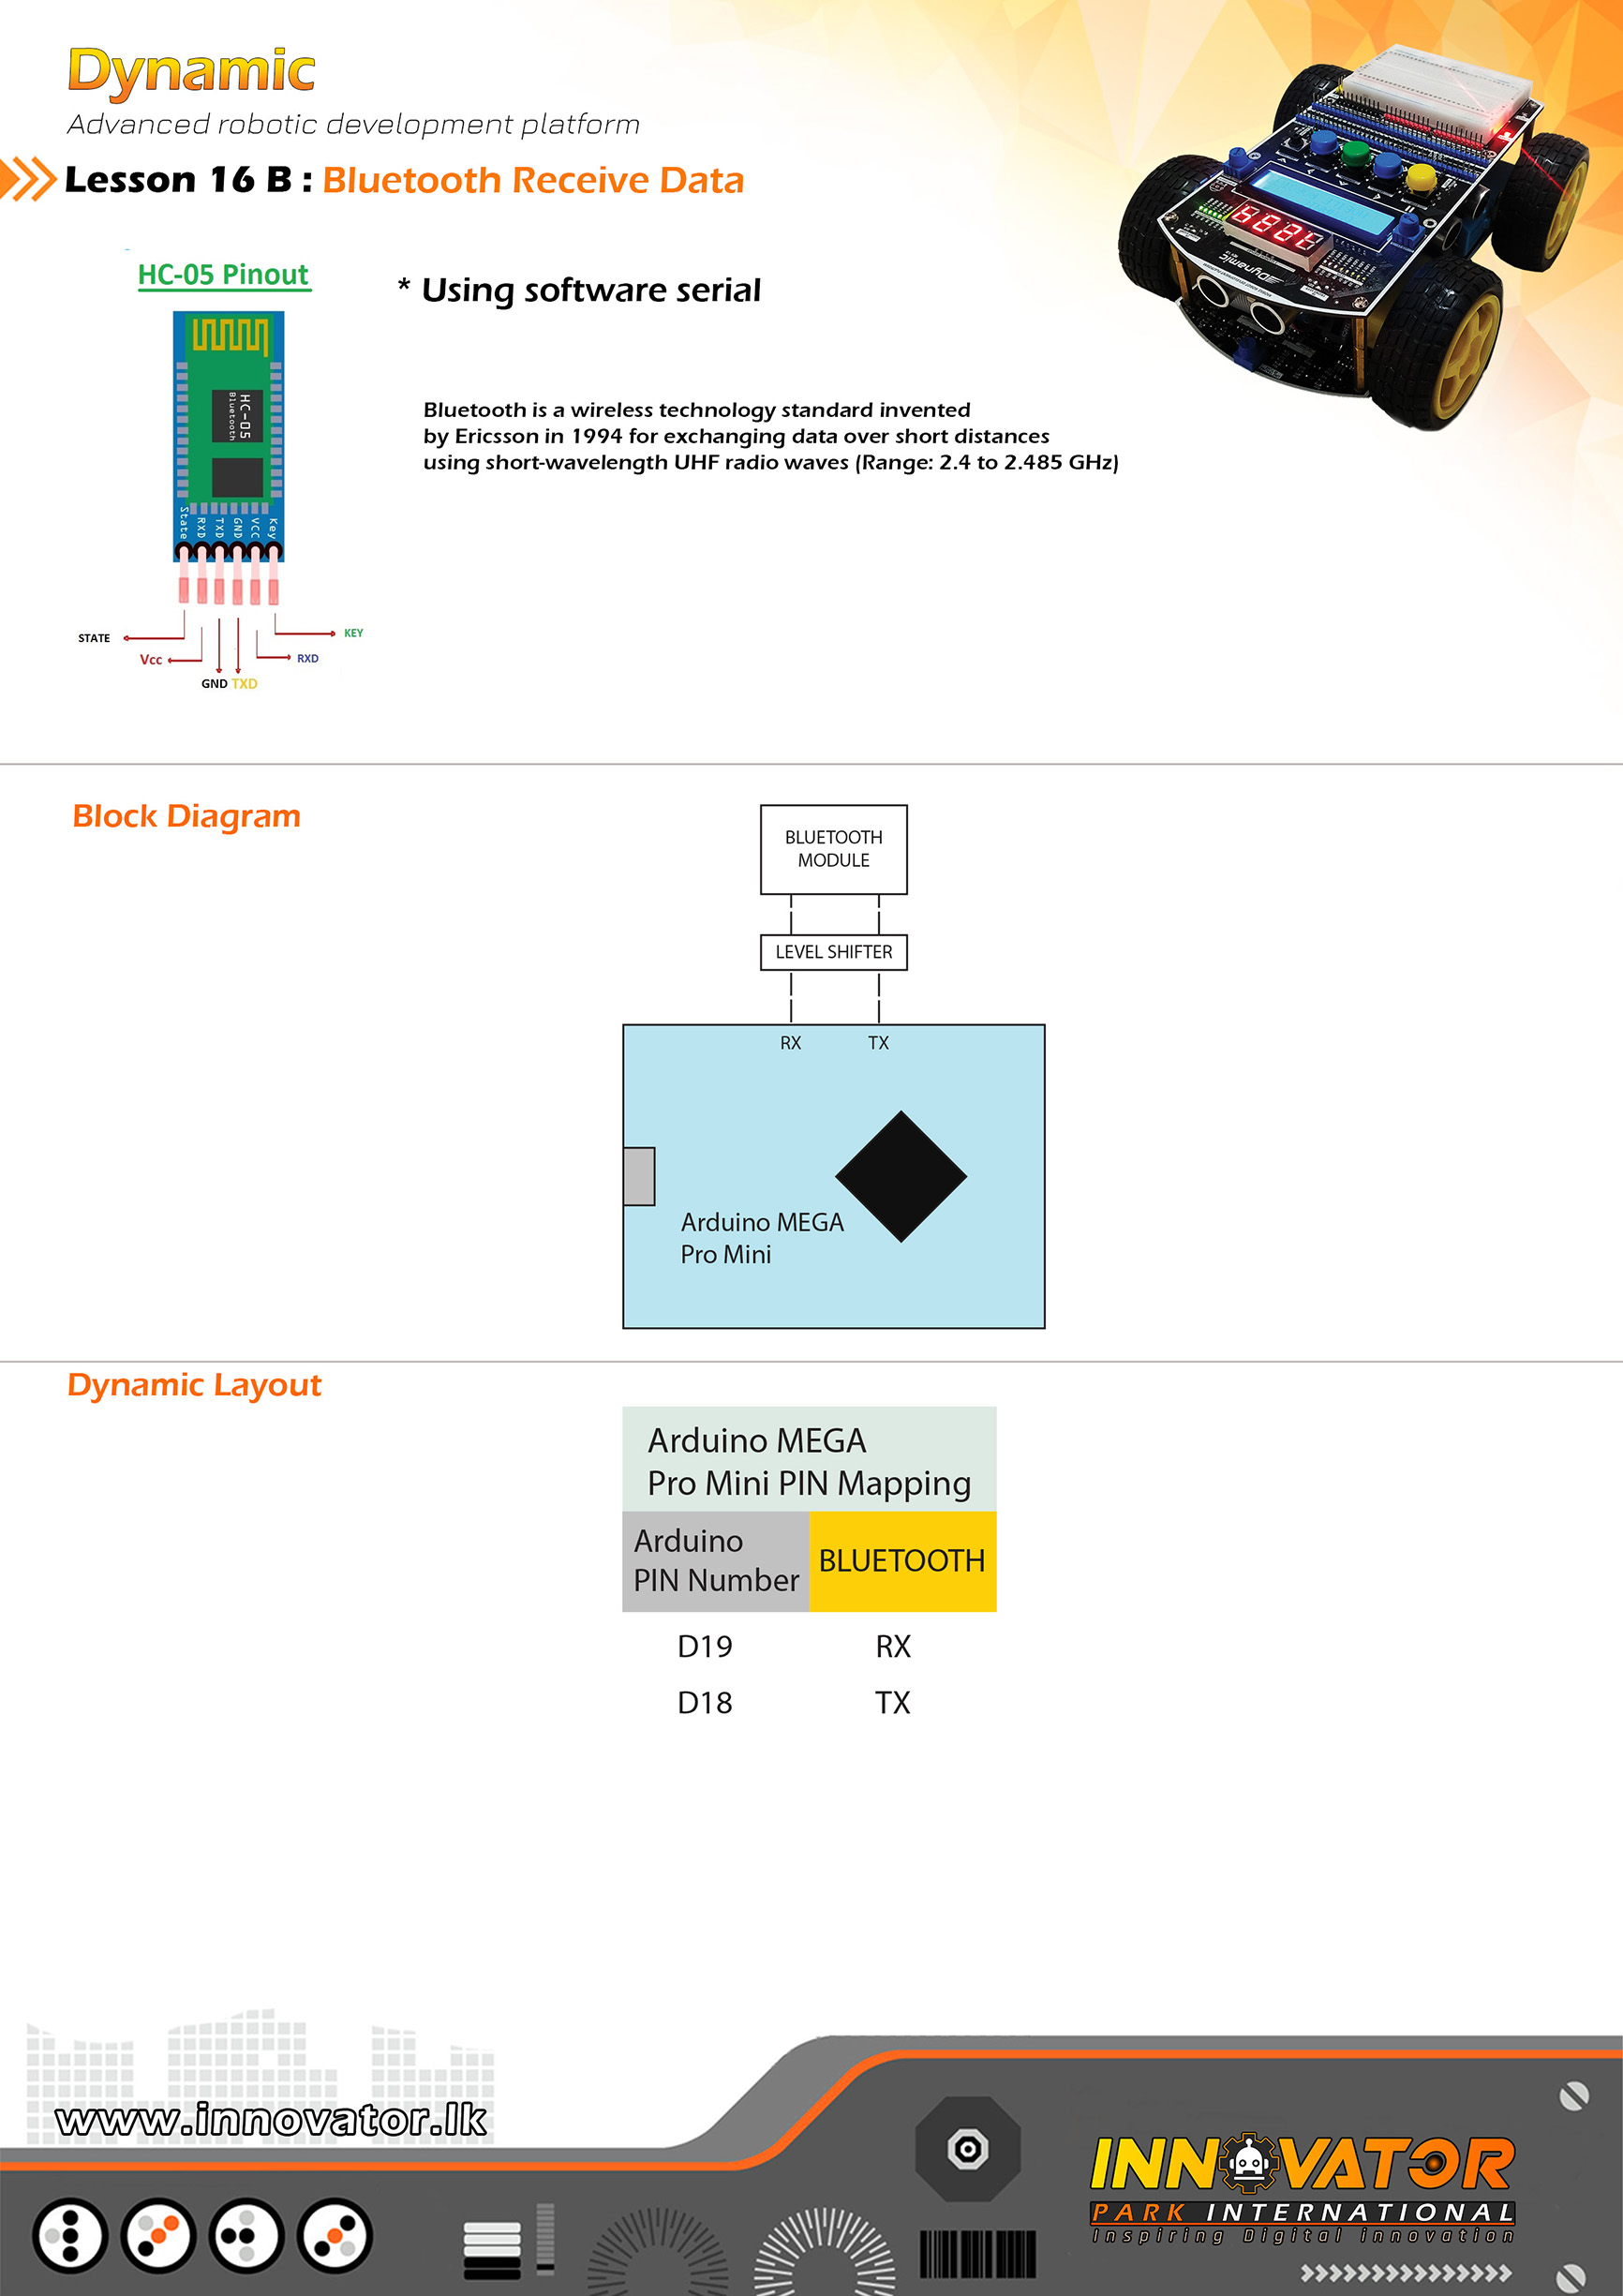 Dynamic
Advanced robotic development platform
Lesson 16 B : Bluetooth Receive Data
HC-05 Pinout
* Using software serial
HC-05
Bluetooth
Bluetooth is a wireless technology standard invented
by Ericsson in 1994 for exchanging data over short distances
using short-wavelength UHF radio waves (Range: 2.4 to 2.485 GHz)
State RXD TXD GND VCC Key
STATE
KEY
Vcc
RXD
GND TXD
Block Diagram
BLUETOOTH
MODULE
LEVEL SHIFTER
RX TX
Arduino MEGA
Pro Mini
Dynamic Layout
Arduino MEGA
Pro Mini PIN Mapping
Arduino
PIN Number
BLUETOOTH
D19 RX
D18 TX
www.innovator.lk
INNOVATOR
PARK INTERNATIONAL
Inspiring Digital innovation